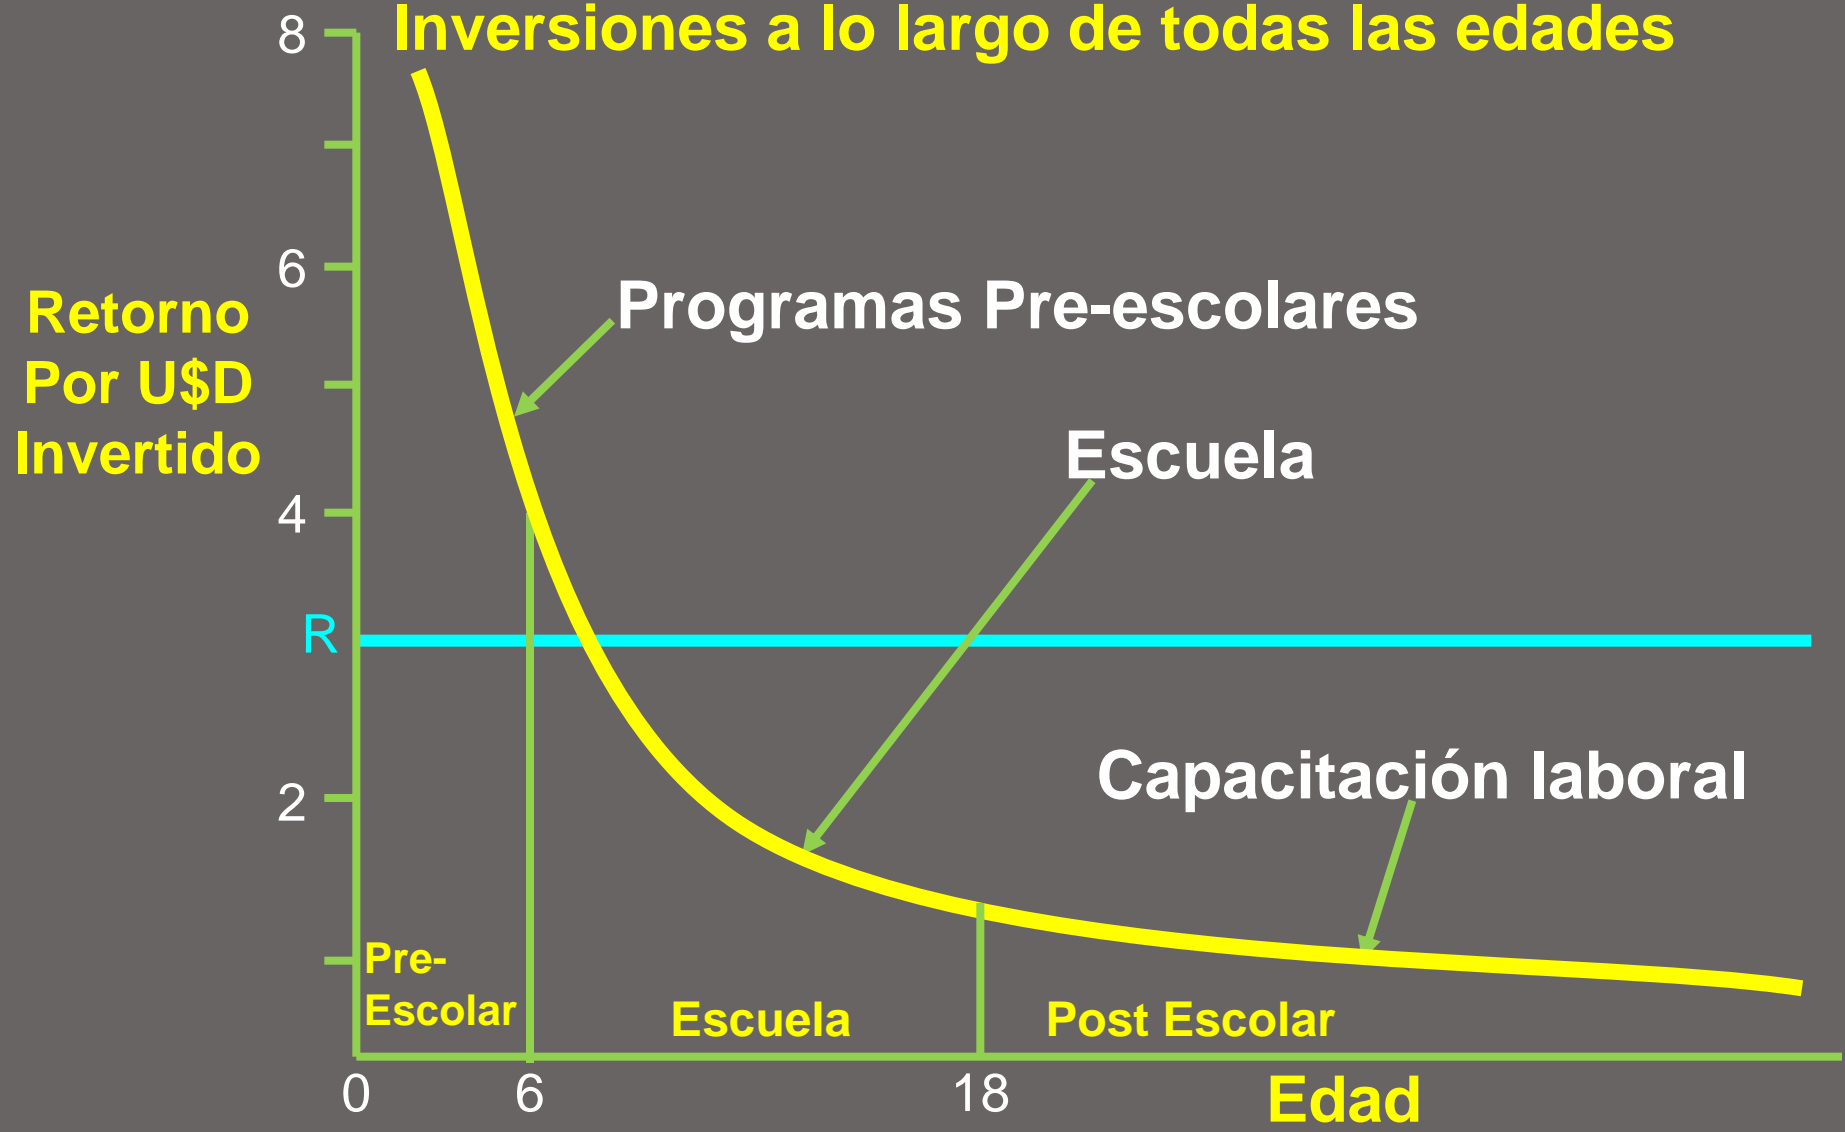 Inversiones a lo largo de todas las edades
8
6
Retorno
Por U$D
Invertido
Programas Pre-escolares
Escuela
4
R
Capacitación laboral
2
Pre-
Escolar
Escuela
Post Escolar
0
6
18
Edad